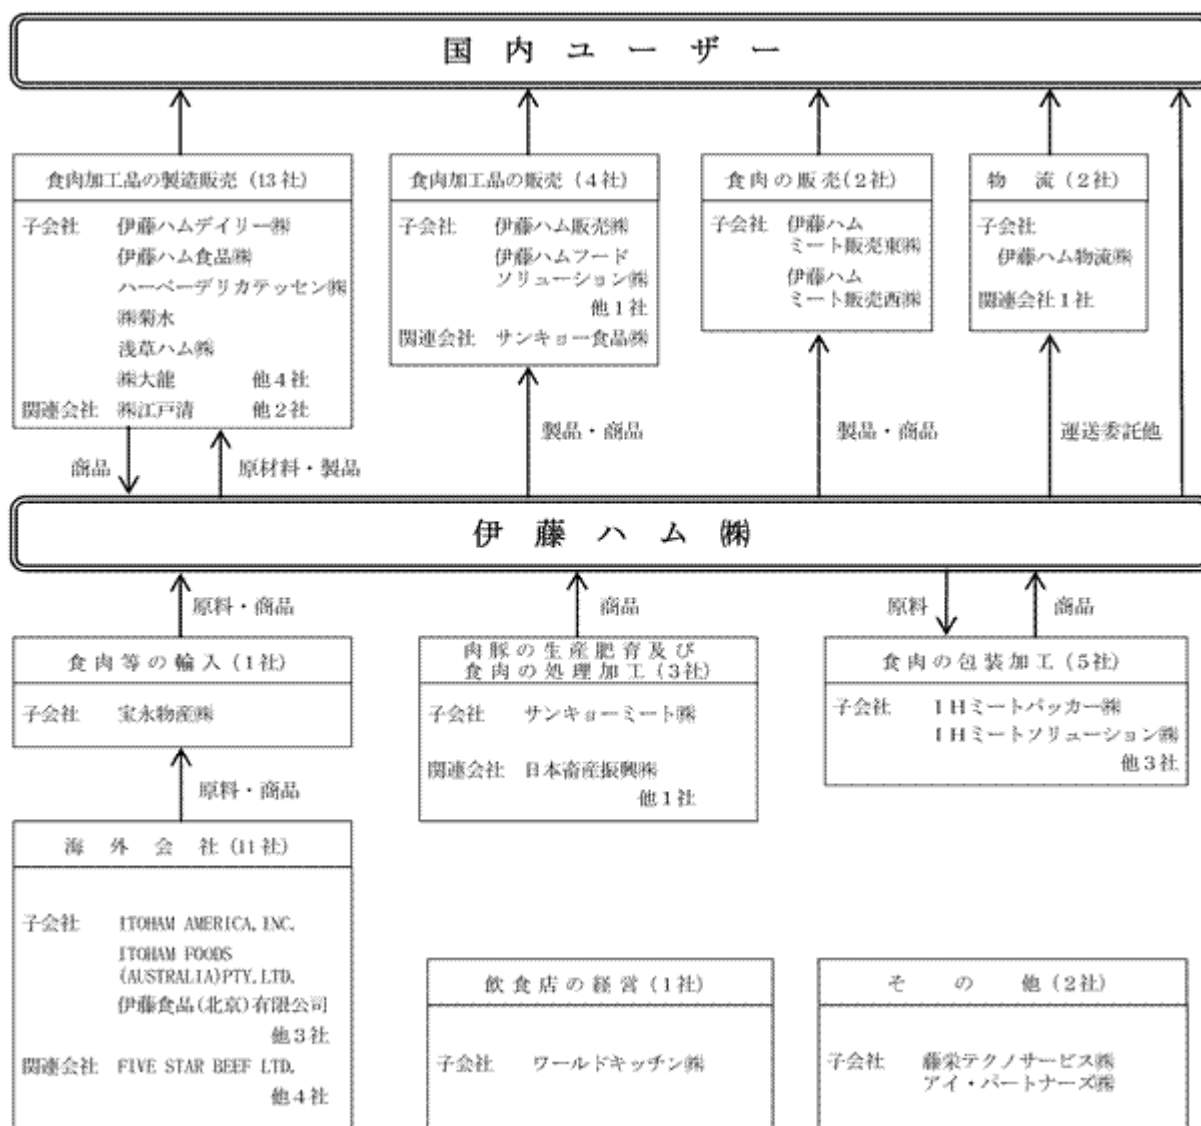 国内ユーザー
食肉加工品の製造販売(13社)
子会社 伊藤ハムデイリー㈱
伊藤ハム食品㈱
ハーベーデリカテッセン㈱
㈱菊水
浅草ハム㈱
㈱大龍 他4社
関連会社 ㈱江戸清 他2社
食肉加工品の販売(4社)
子会社 伊藤ハム販売㈱
伊藤ハムフード
ソリューション㈱
他1社
関連会社 サンキョー食品㈱
食肉の販売(2社)
子会社 伊藤ハム
ミート販売東㈱
伊藤ハム
ミート販売西㈱
物流(2社)
子会社
伊藤ハム物流㈱
関連会社1社
商品
原材料・製品
製品・商品
製品・商品
運送委託他
伊藤ハム㈱
原料・商品
商品
原料
商品
食肉等の輸入(1社)
子会社 宝永物産㈱
肉豚の生産肥育及び
食肉の処理加工(3社)
子会社 サンキョーミート㈱
関連会社 日本畜産振興㈱
他1社
食肉の包装加工(5社)
子会社 IHミートパッカー㈱
IHミートソリューション㈱
他3社
原料・商品
海外会社(11社)
子会社 ITOHAM AMERICA, INC.
ITOHAM FOODS
(AUSTRALIA)PTY.LTD.
伊藤食品(北京)有限公司
他3社
関連会社 FIVE STAR BEEF LTD.
他4社
飲食店の経営(1社)
子会社 ワールドキッチン㈱
その他(2社)
子会社 藤栄テクノサービス㈱
アイ・パートナーズ㈱